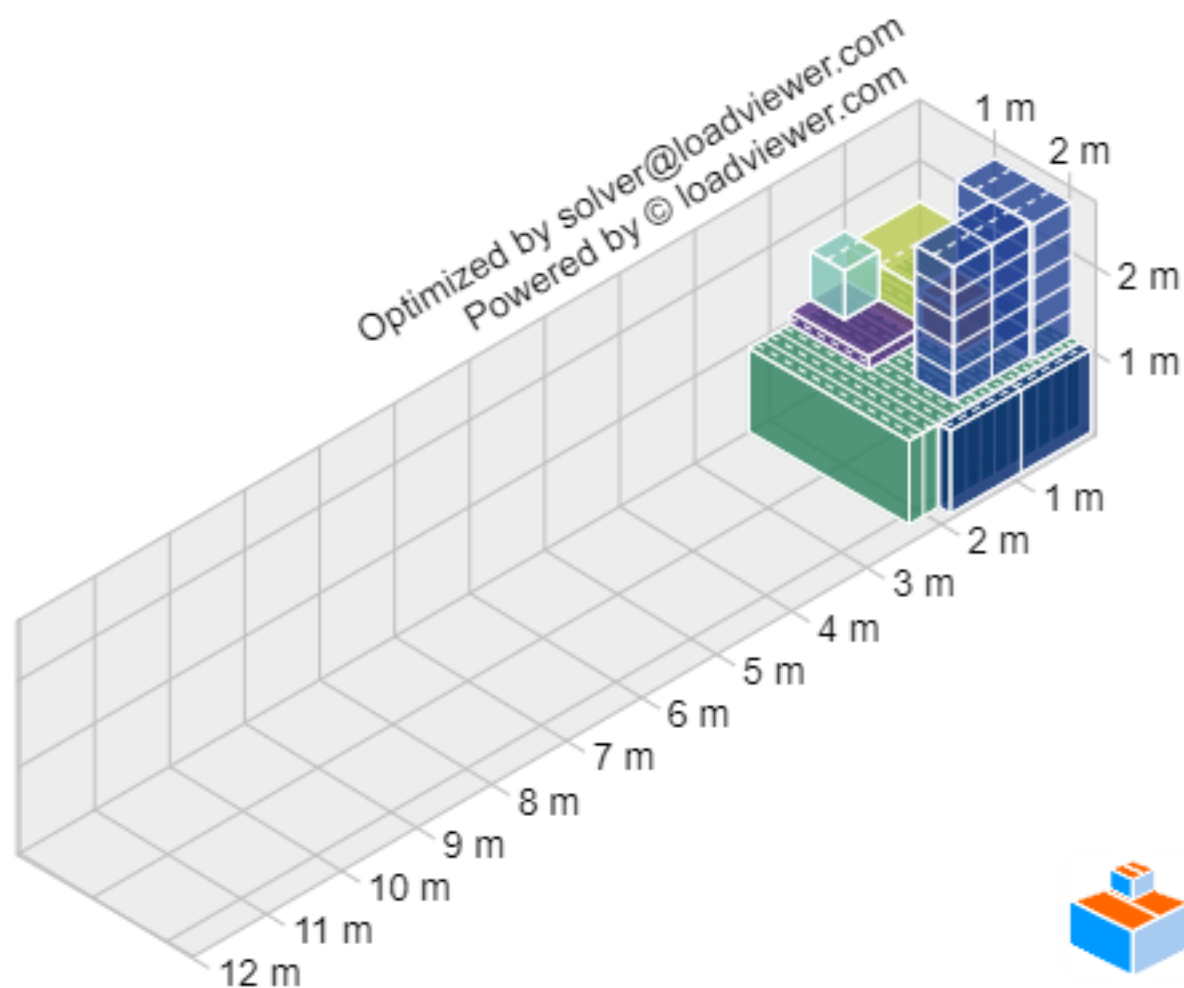 Optimized by solver@loadviewer.com
Powered by © loadviewer.com
1 m
2 m
2 m
1 m
1 m
2 m
3 m
4 m
5 m
6 m
7 m
8 m
9 m
10 m
11 m
12 m